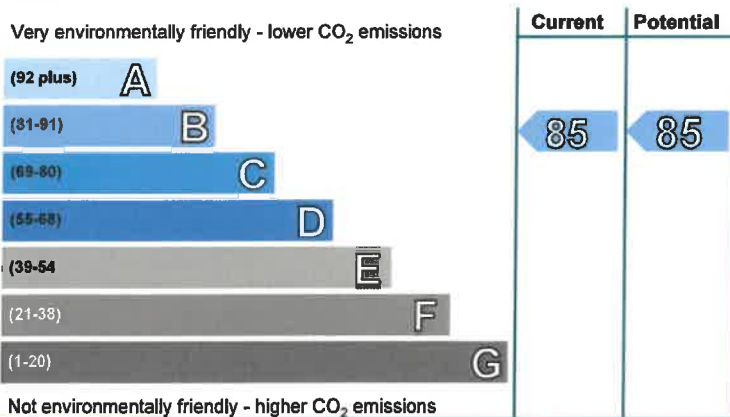 Current Potential
Very environmentally friendly - lower CO₂ emissions
(92 plus) A
(81-91) B 85 85
(69-80) C
(55-68) D
(39-54 E
(21-38) F
(1-20) G
Not environmentally friendly - higher CO₂ emissions